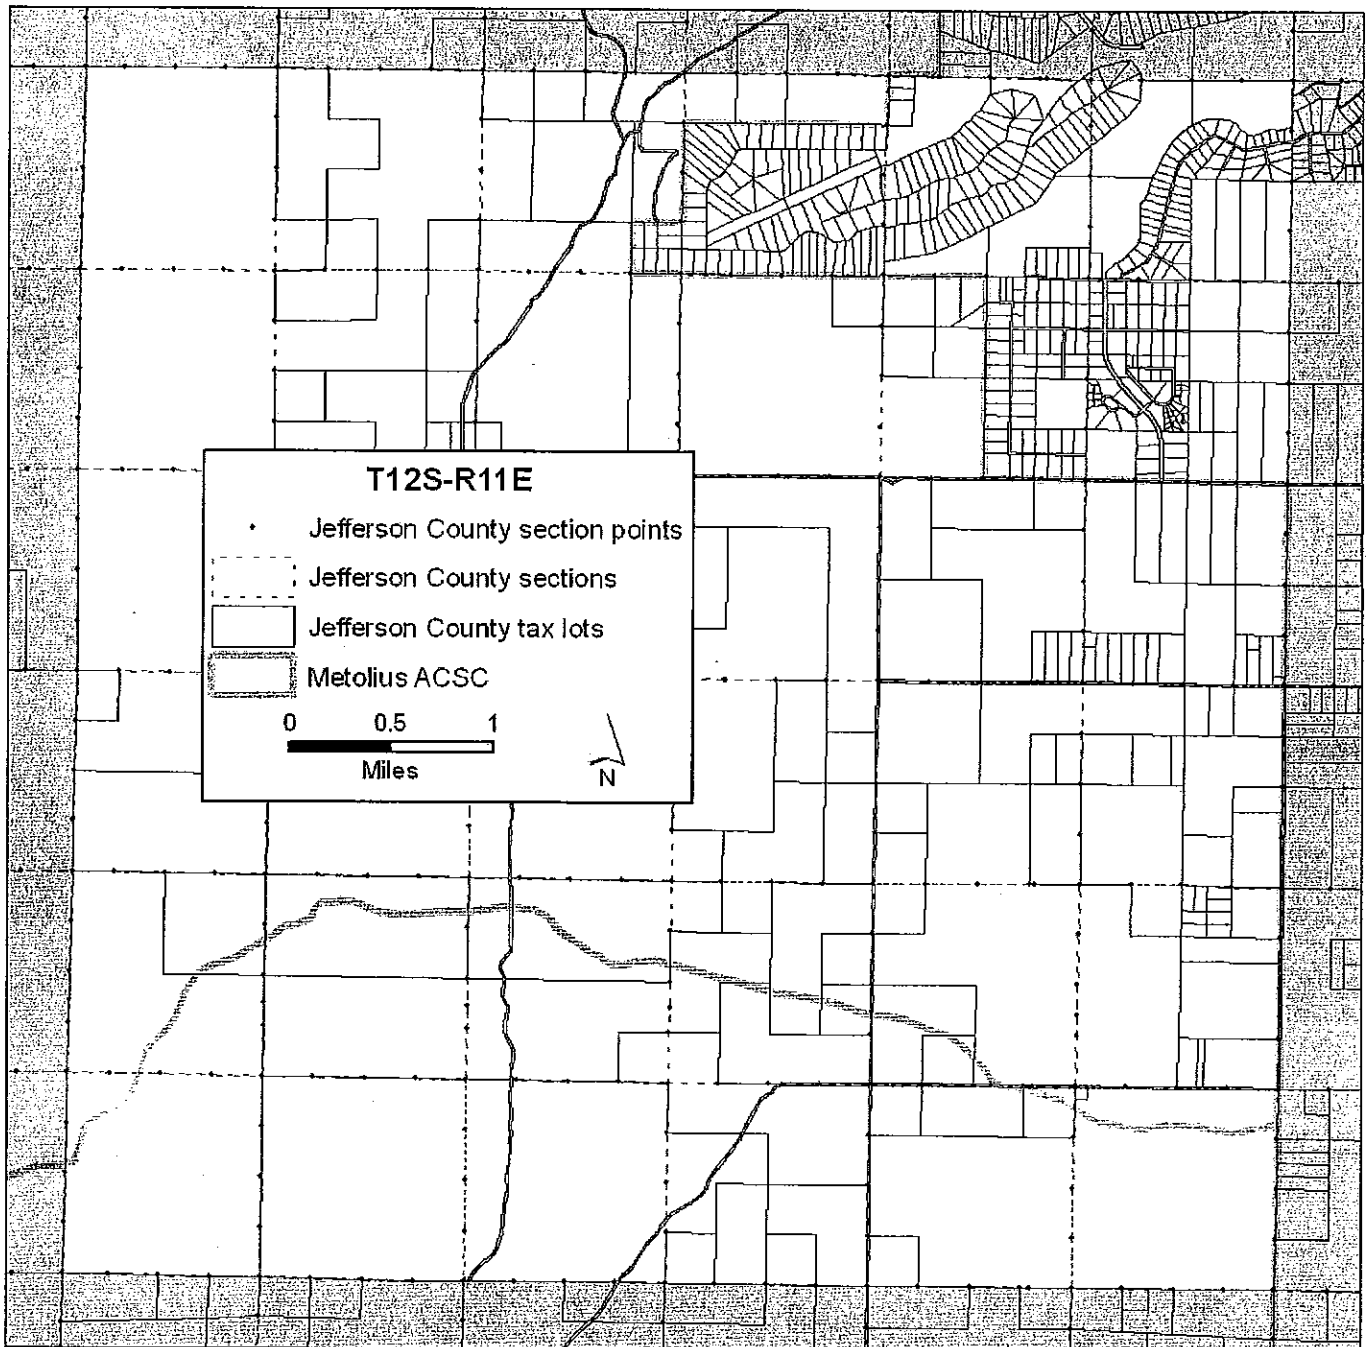 T12S-R11E
Jefferson County section points
Jefferson County sections
Jefferson County tax lots
Metolius ACSC
0 0.5 1
Miles
N